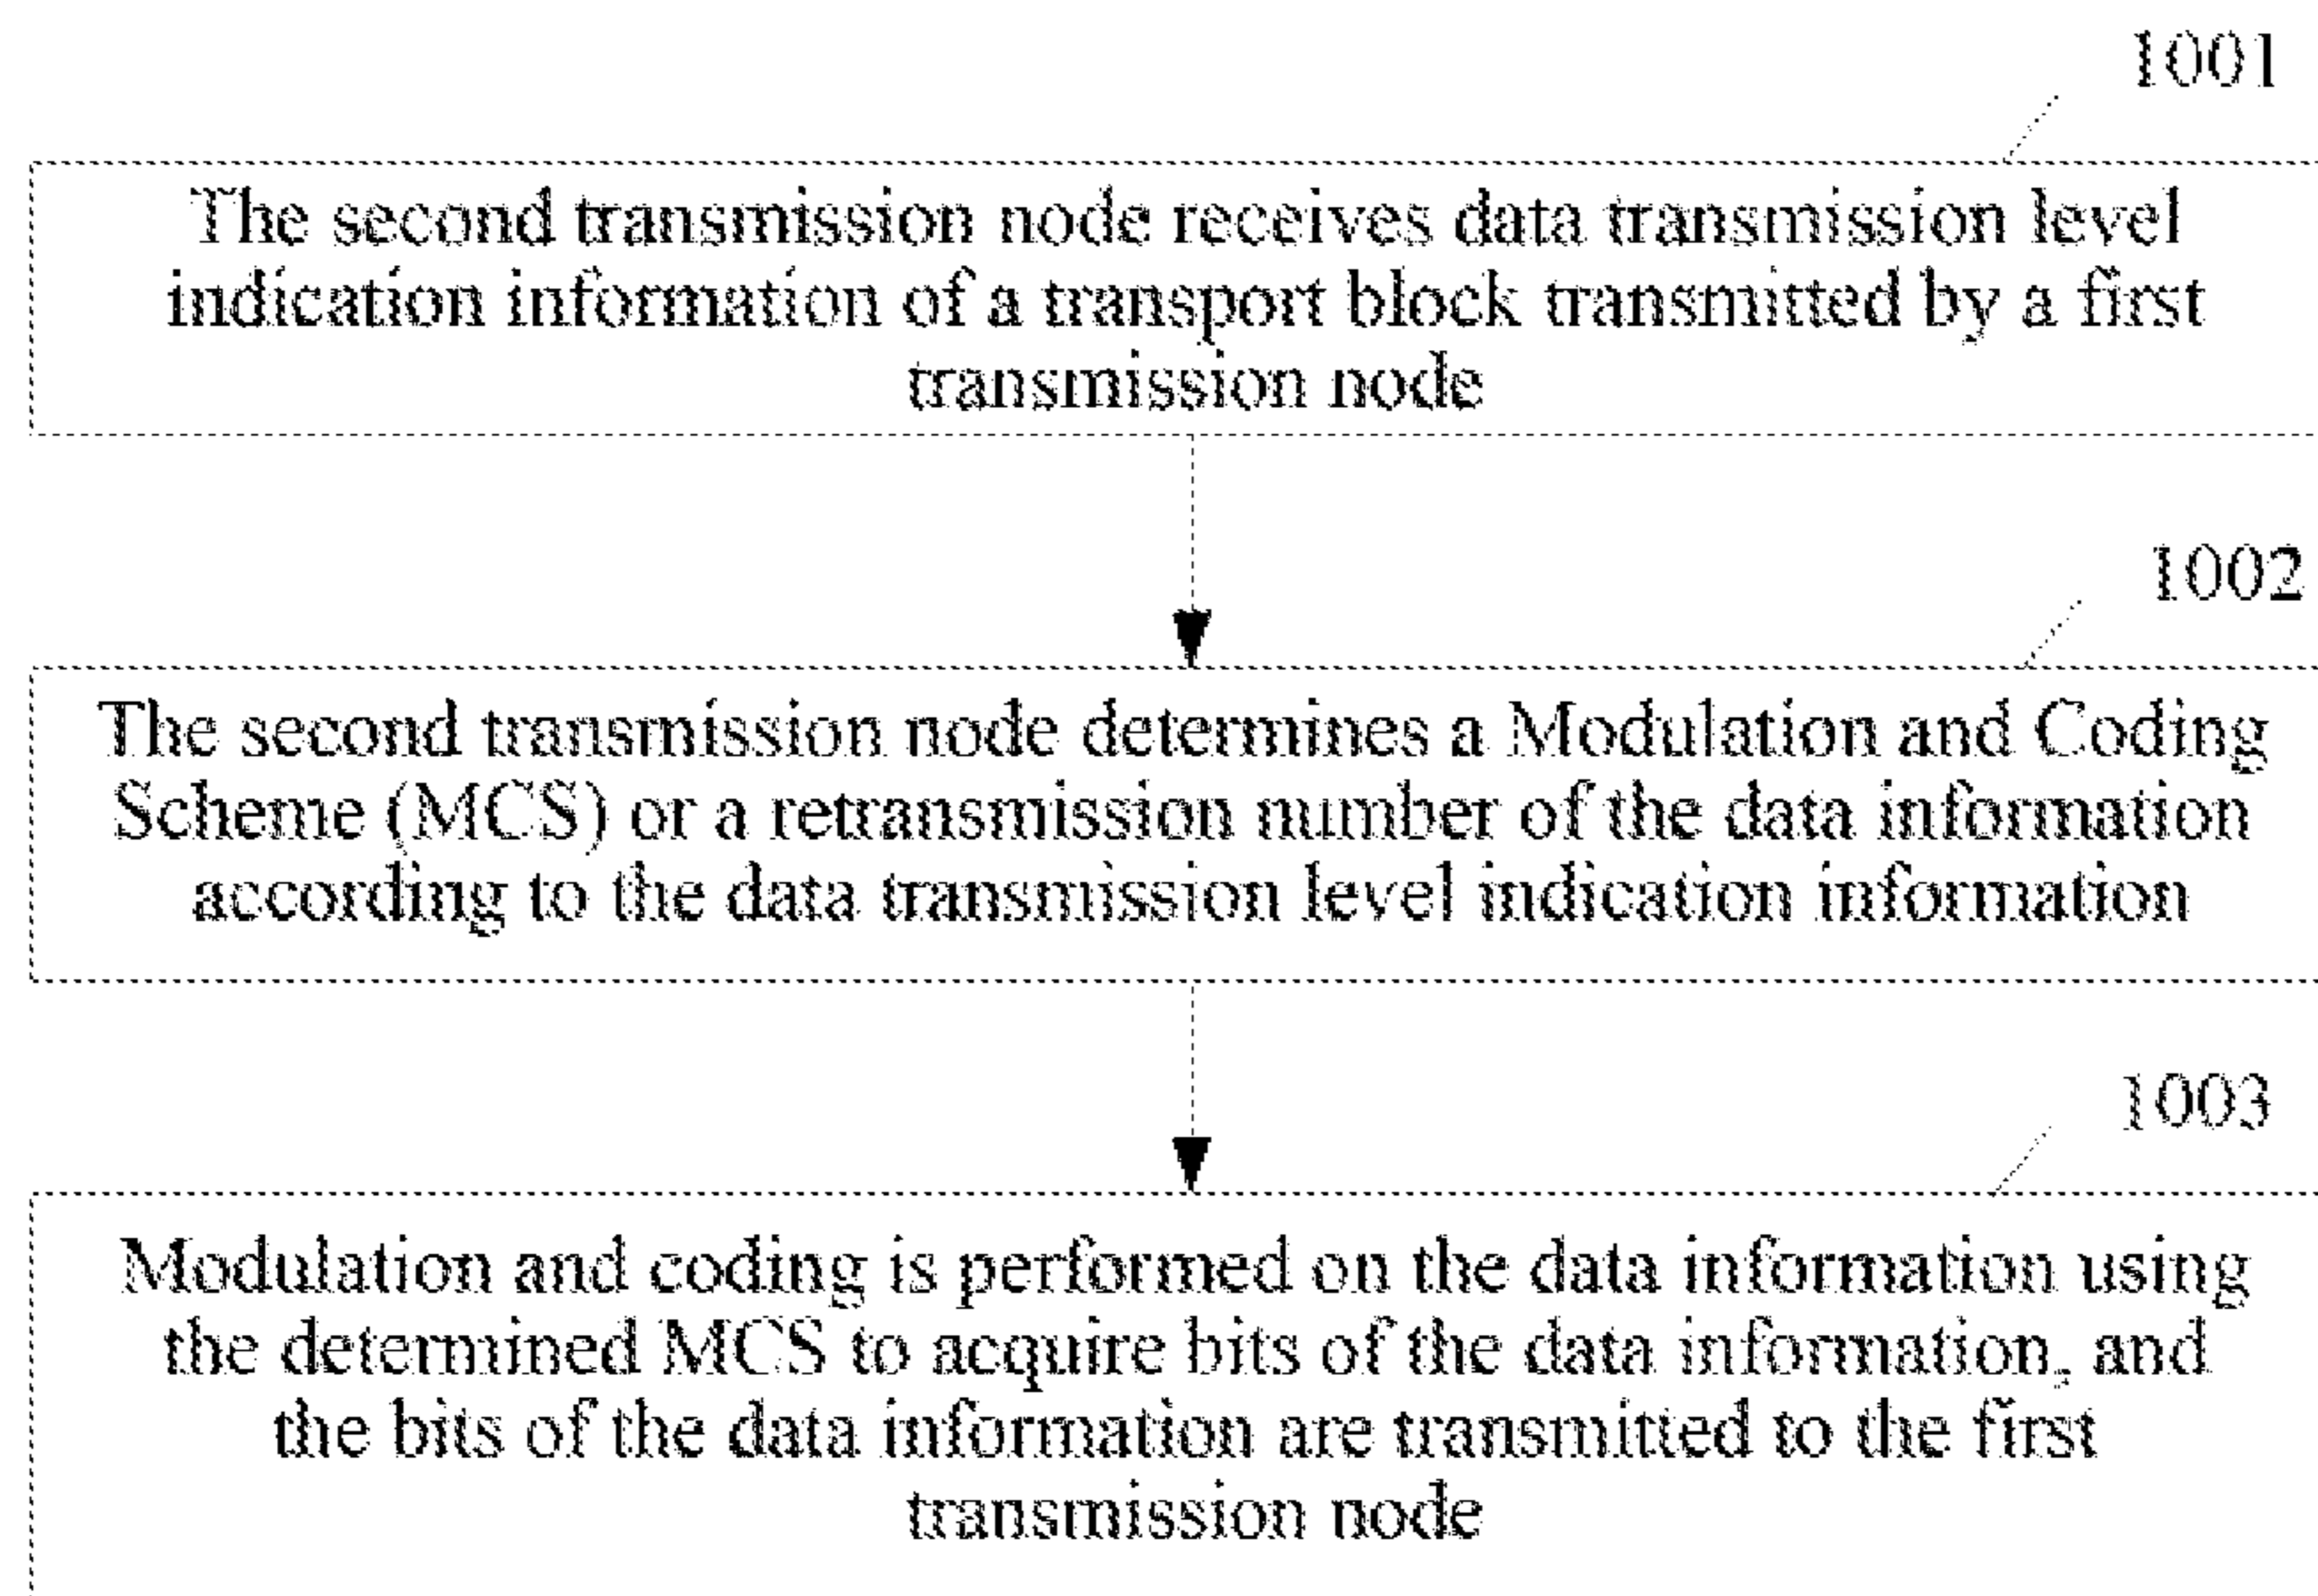 1001
The second transmission node receives data transmission level
indication information of a transport block transmitted by a first
transmission node
1002
The second transmission node determines a Modulation and Coding
Scheme (MCS) or a retransmission number of the data information
according to the data transmission level indication information
1003
Modulation and coding is performed on the data information using
the determined MCS to acquire bits of the data information, and
the bits of the data information are transmitted to the first
transmission node